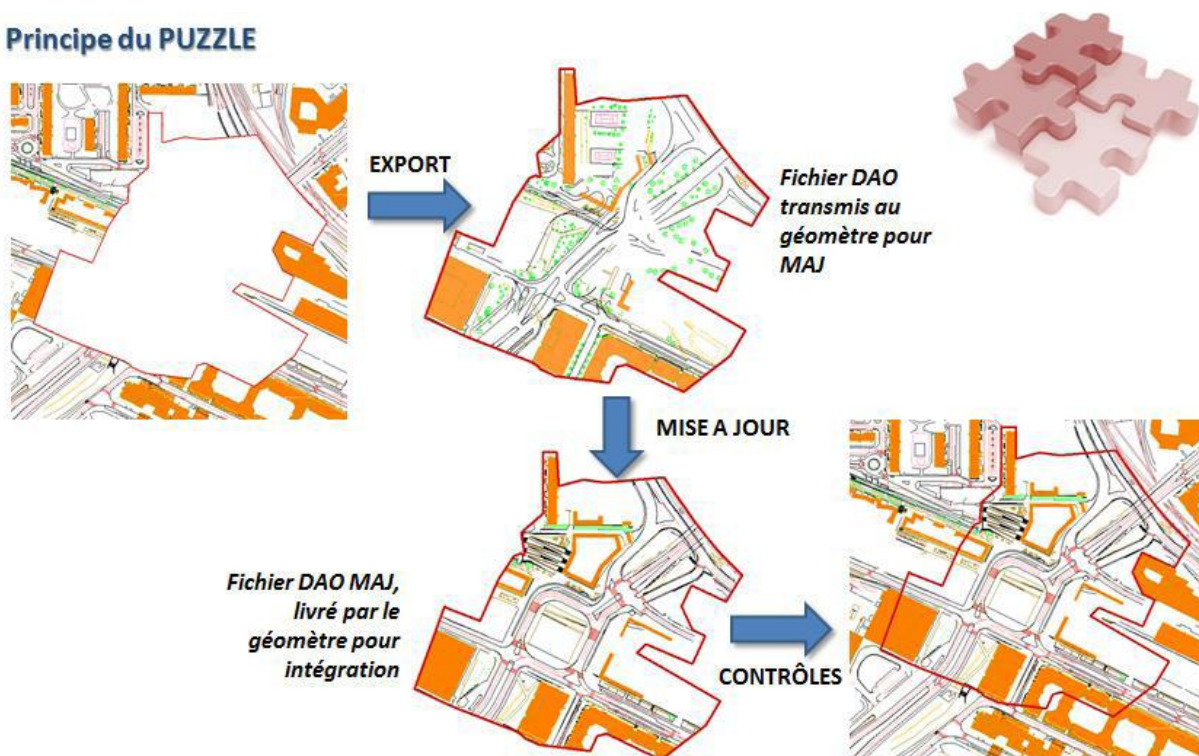 Principe du PUZZLE
EXPORT
Fichier DAO
transmis au
géomètre pour
MAJ
MISE A JOUR
Fichier DAO MAJ,
livré par le
géomètre pour
intégration
CONTRÔLES